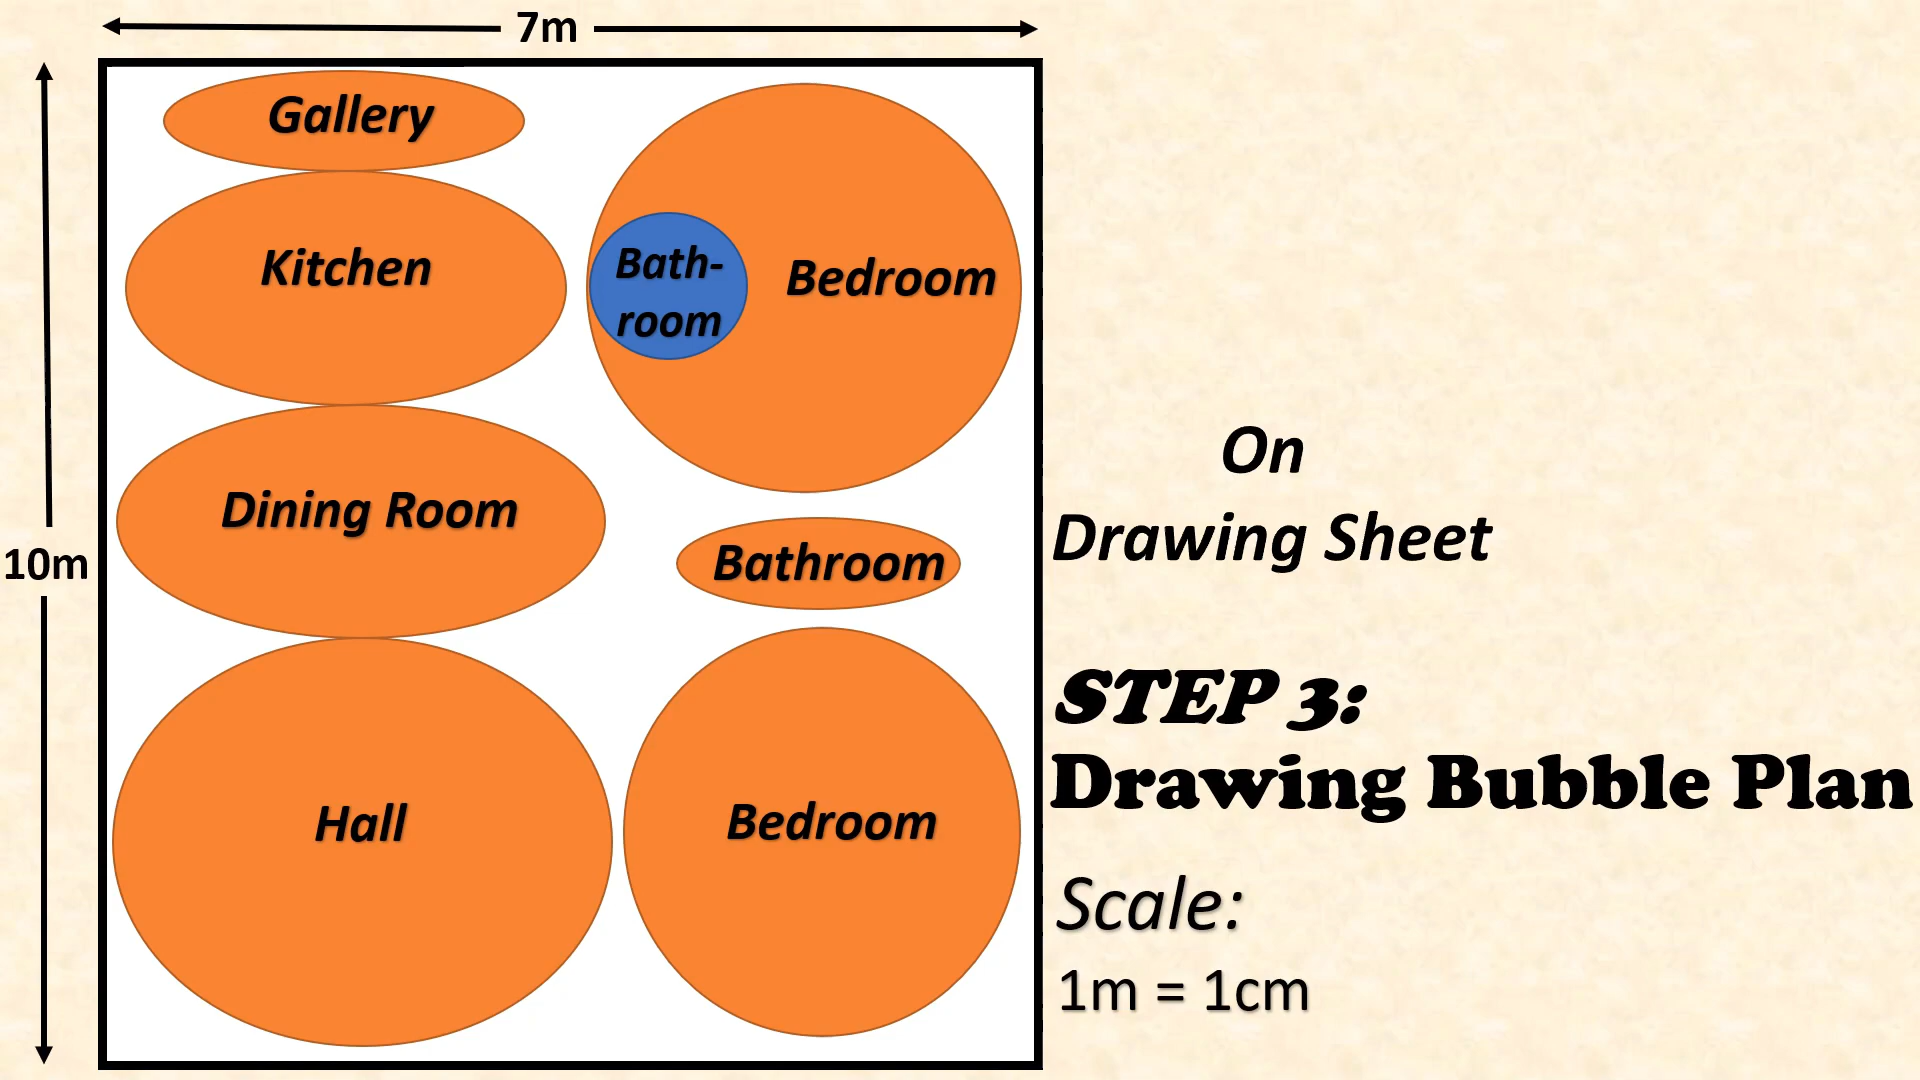 7m
10m
Gallery
Kitchen
Bath-
room
Bedroom
Dining Room
Bathroom
Hall
Bedroom
On
Drawing Sheet
STEP 3:
Drawing Bubble Plan
Scale:
1m = 1cm